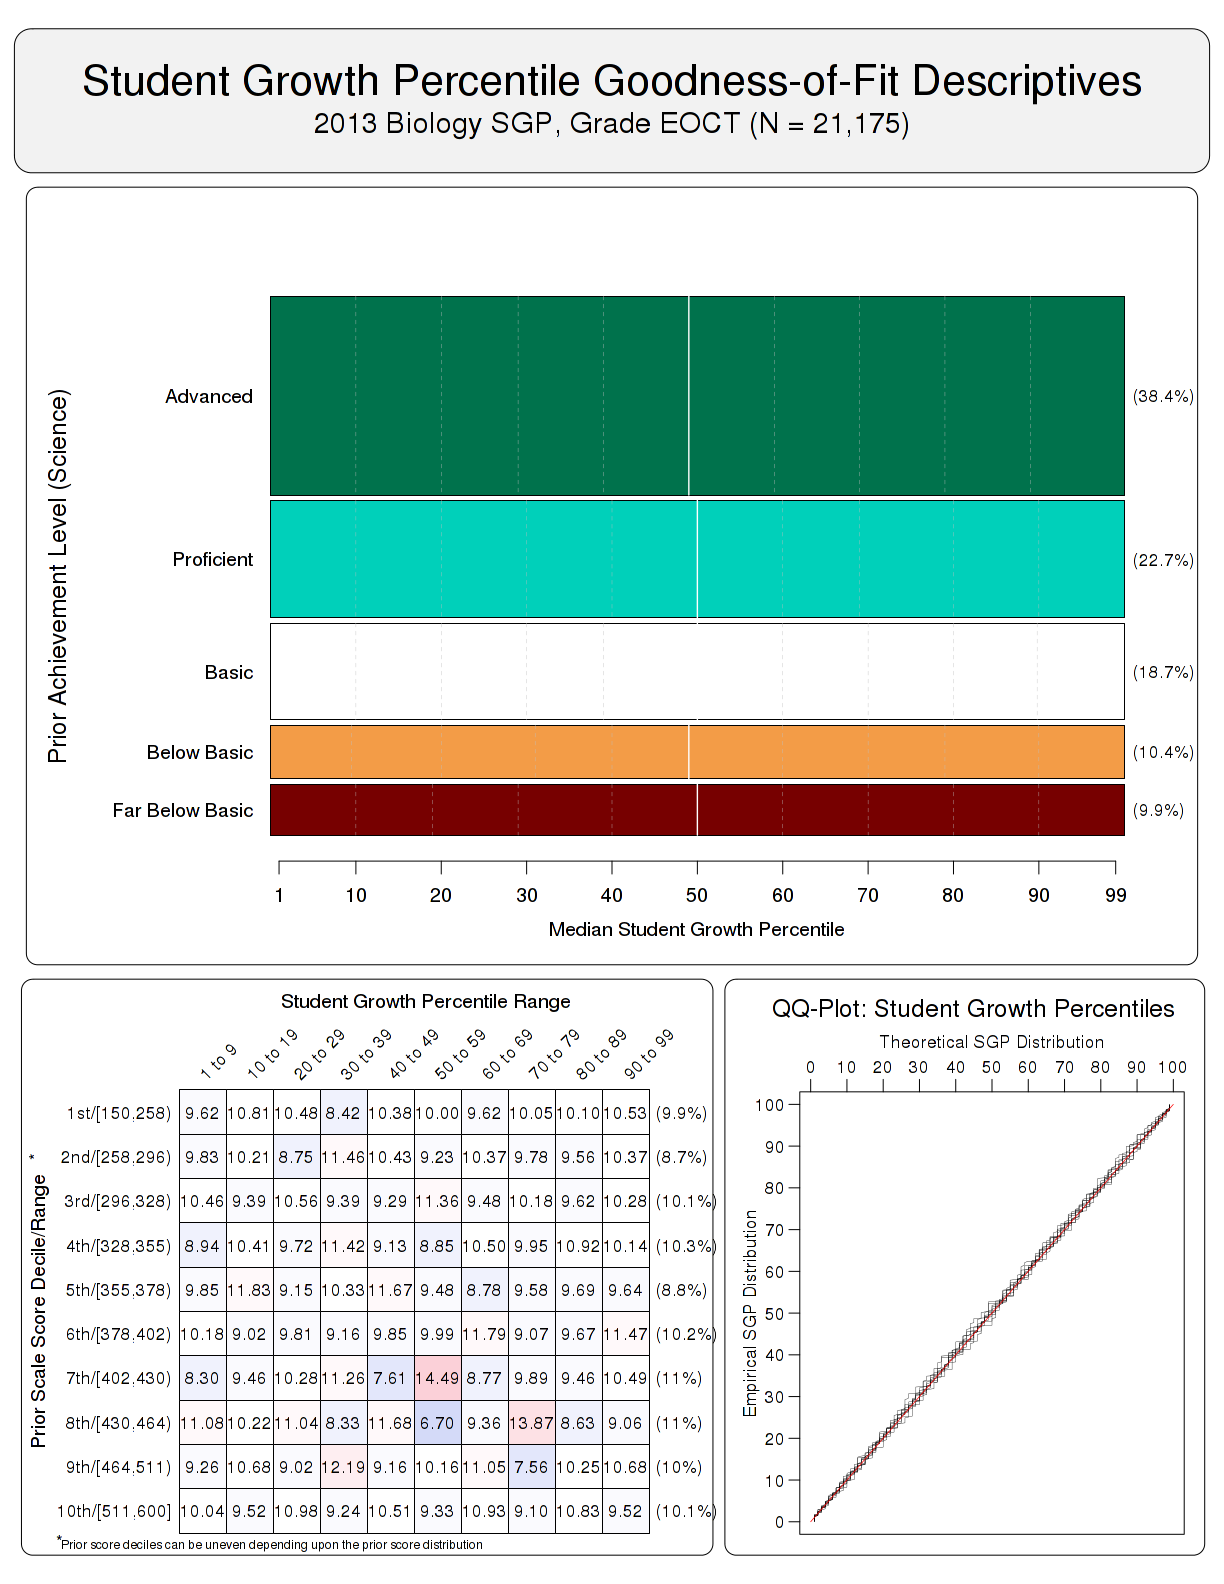 Student Growth Percentile Goodness-of-Fit Descriptives
2013 Biology SGP, Grade EOCT (N = 21,175)
Prior Achievement Level (Science)
Advanced (38.4%)
Proficient (22.7%)
Basic (18.7%)
Below Basic (10.4%)
Far Below Basic (9.9%)
1 10 20 30 40 50 60 70 80 90 99
Median Student Growth Percentile
Student Growth Percentile Range
1 to 9 10 to 19 20 to 29 30 to 39 40 to 49 50 to 59 60 to 69 70 to 79 80 to 89 90 to 99
Prior Scale Score Decile/Range *
1st/[150,258) 9.62 10.81 10.48 8.42 10.38 10.00 9.62 10.05 10.10 10.53 (9.9%)
2nd/[258,296) 9.83 10.21 8.75 11.46 10.43 9.23 10.37 9.78 9.56 10.37 (8.7%)
3rd/[296,328) 10.46 9.39 10.56 9.39 9.29 11.36 9.48 10.18 9.62 10.28 (10.1%)
4th/[328,355) 8.94 10.41 9.72 11.42 9.13 8.85 10.50 9.95 10.92 10.14 (10.3%)
5th/[355,378) 9.85 11.83 9.15 10.33 11.67 9.48 8.78 9.58 9.69 9.64 (8.8%)
6th/[378,402) 10.18 9.02 9.81 9.16 9.85 9.99 11.79 9.07 9.67 11.47 (10.2%)
7th/[402,430) 8.30 9.46 10.28 11.26 7.61 14.49 8.77 9.89 9.46 10.49 (11%)
8th/[430,464) 11.08 10.22 11.04 8.33 11.68 6.70 9.36 13.87 8.63 9.06 (11%)
9th/[464,511) 9.26 10.68 9.02 12.19 9.16 10.16 11.05 7.56 10.25 10.68 (10%)
10th/[511,600] 10.04 9.52 10.98 9.24 10.51 9.33 10.93 9.10 10.83 9.52 (10.1%)
*Prior score deciles can be uneven depending upon the prior score distribution
QQ-Plot: Student Growth Percentiles
Theoretical SGP Distribution
0 10 20 30 40 50 60 70 80 90 100
Empirical SGP Distribution
100
90
80
70
60
50
40
30
20
10
0